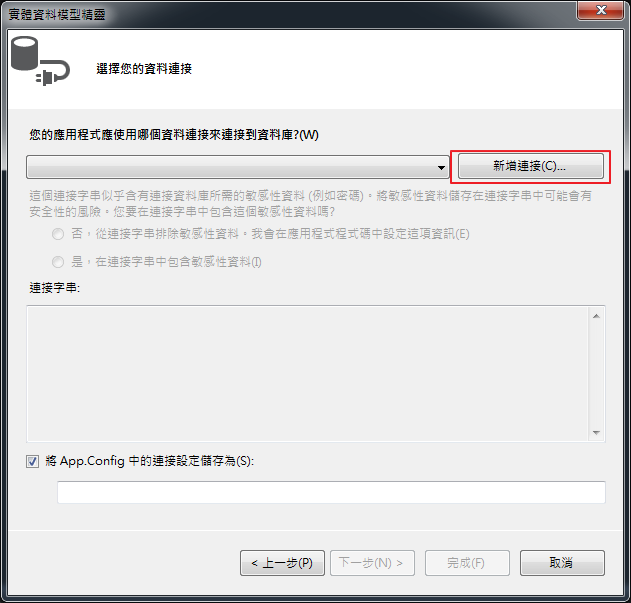 實體資料模型精靈
選擇您的資料連接
您的應用程式應使用哪個資料連接來連接到資料庫?(W)
新增連接(C)...
這個連接字串似乎含有連接資料庫所需的敏感性資料 (例如密碼)。將敏感性資料儲存在連接字串中可能會有
安全性的風險。您要在連接字串中包含這個敏感性資料嗎?
否，從連接字串排除敏感性資料。我會在應用程式程式碼中設定這項資訊(E)
是，在連接字串中包含敏感性資料(I)
連接字串:
將 App.Config 中的連接設定儲存為(S):
< 上一步(P)
下一步(N) >
完成(F)
取消